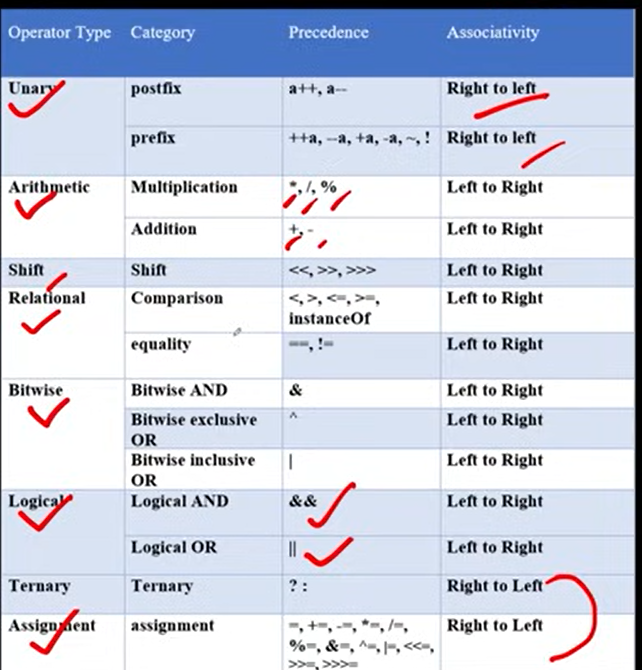 Operator Type Category Precedence Associativity
Unary postfix a++, a-- Right to left
prefix ++a, --a, +a, -a, ~, ! Right to left
Arithmetic Multiplication *, /, % Left to Right
Addition +, - Left to Right
Shift Shift <<, >>, >>> Left to Right
Relational Comparison <, >, <=, >=, Left to Right
instanceOf
equality ==, != Left to Right
Bitwise Bitwise AND & Left to Right
Bitwise exclusive ^ Left to Right
OR
Bitwise inclusive | Left to Right
OR
Logical Logical AND && Left to Right
Logical OR || Left to Right
Ternary Ternary ? : Right to Left
Assignment assignment =, +=, -=, *=, /=, Right to Left
%=, &=, ^=, |=, <<=,
>>=, >>>=